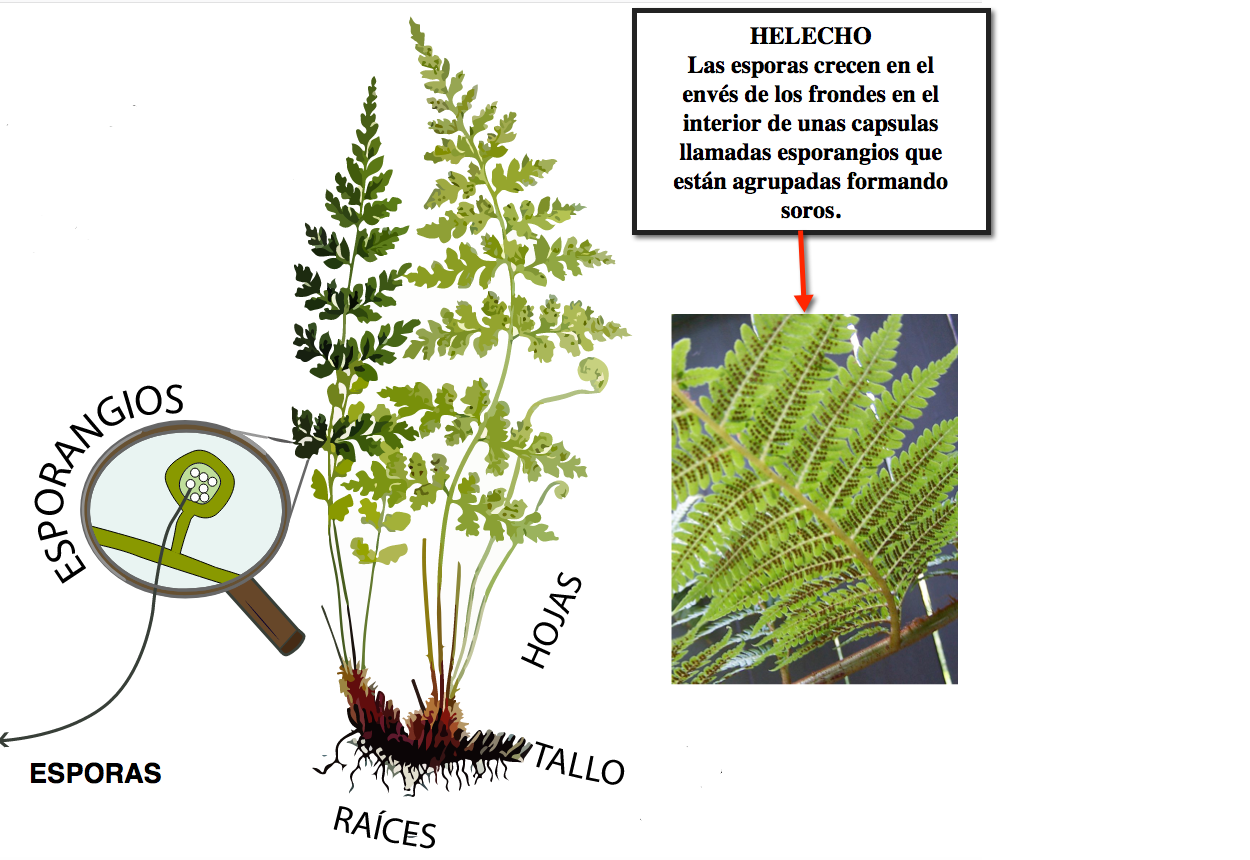 HELECHO
Las esporas crecen en el
envés de los frondes en el
interior de unas capsulas
llamadas esporangios que
están agrupadas formando
soros.
ESPORANGIOS
HOJAS
TALLO
ESPORAS
RAÍCES